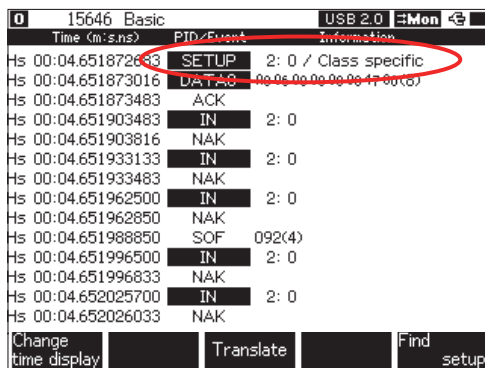 0 15646 Basic USB 2.0 Mon
Time (m:s.ns) PID/Event Information
Hs 00:04.651872683 SETUP 2: 0 / Class specific
Hs 00:04.651873016 DATA0
Hs 00:04.651873483 ACK
Hs 00:04.651903483 IN 2: 0
Hs 00:04.651903816 NAK
Hs 00:04.651933133 IN 2: 0
Hs 00:04.651933483 NAK
Hs 00:04.651962500 IN 2: 0
Hs 00:04.651962850 NAK
Hs 00:04.651988850 SOF 092(4)
Hs 00:04.651996500 IN 2: 0
Hs 00:04.651996833 NAK
Hs 00:04.652025700 IN 2: 0
Hs 00:04.652026033 NAK
Change time display Translate Find setup